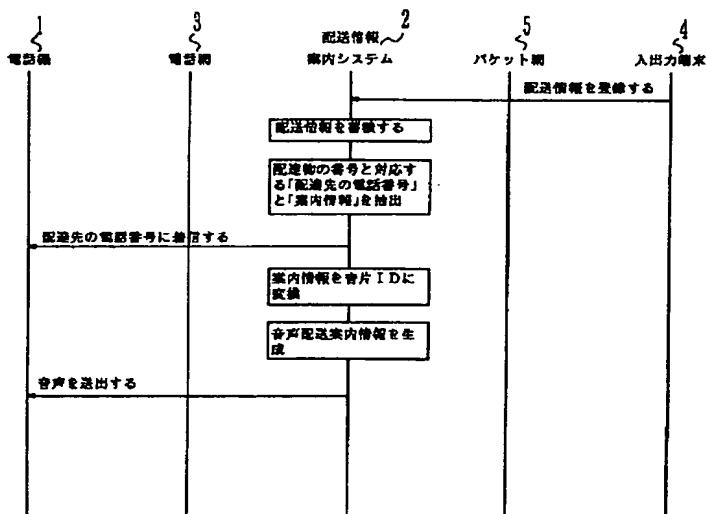 1
3
2
5
4
電話機
電話網
配送情報
案内システム
パケット網
入出力端末
配送情報を登録する
配送情報を蓄積する
配達物の番号と対応す
る「配達先の電話番号」
と「案内情報」を抽出
配達先の電話番号に着信する
案内情報を音片IDに
変換
音声配送案内情報を生
成
音声を送出する